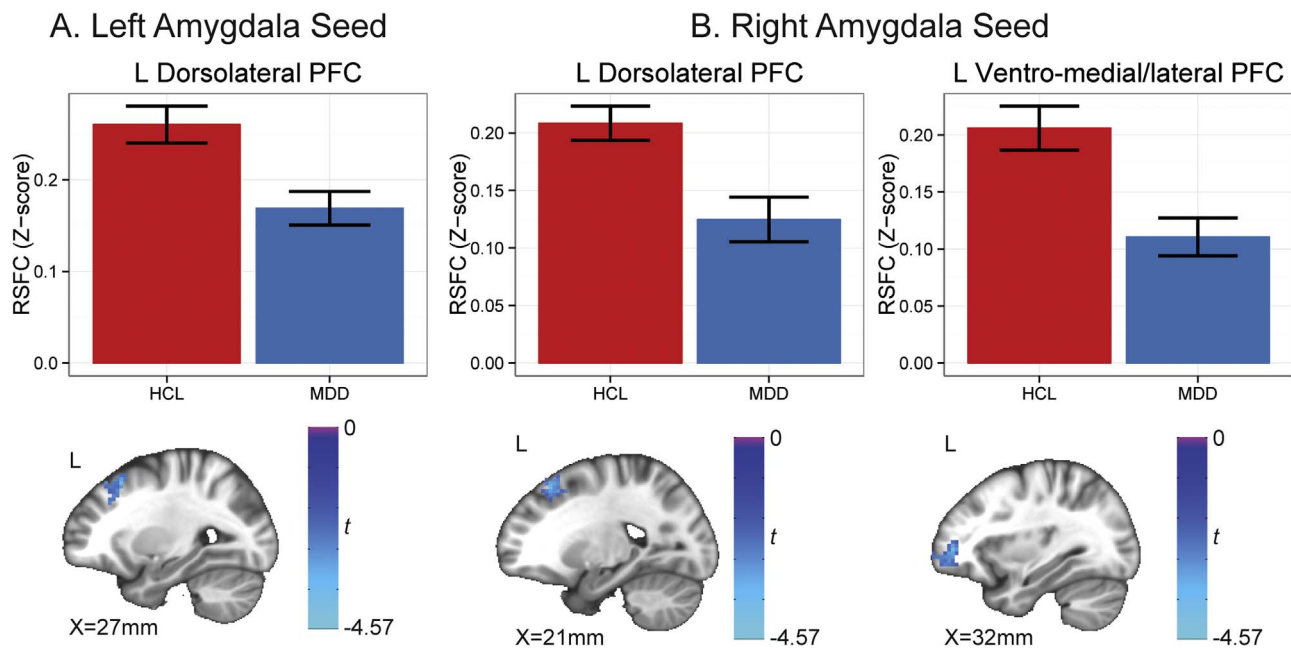 A. Left Amygdala Seed
B. Right Amygdala Seed
L Dorsolateral PFC
L Dorsolateral PFC
L Ventro-medial/lateral PFC
RSFC (Z−score)
0.2
0.1
0.0
HCL
MDD
RSFC (Z−score)
0.20
0.15
0.10
0.05
0.00
HCL
MDD
RSFC (Z−score)
0.20
0.15
0.10
0.05
0.00
HCL
MDD
L
0
t
-4.57
X=27mm
L
0
t
-4.57
X=21mm
L
0
t
-4.57
X=32mm